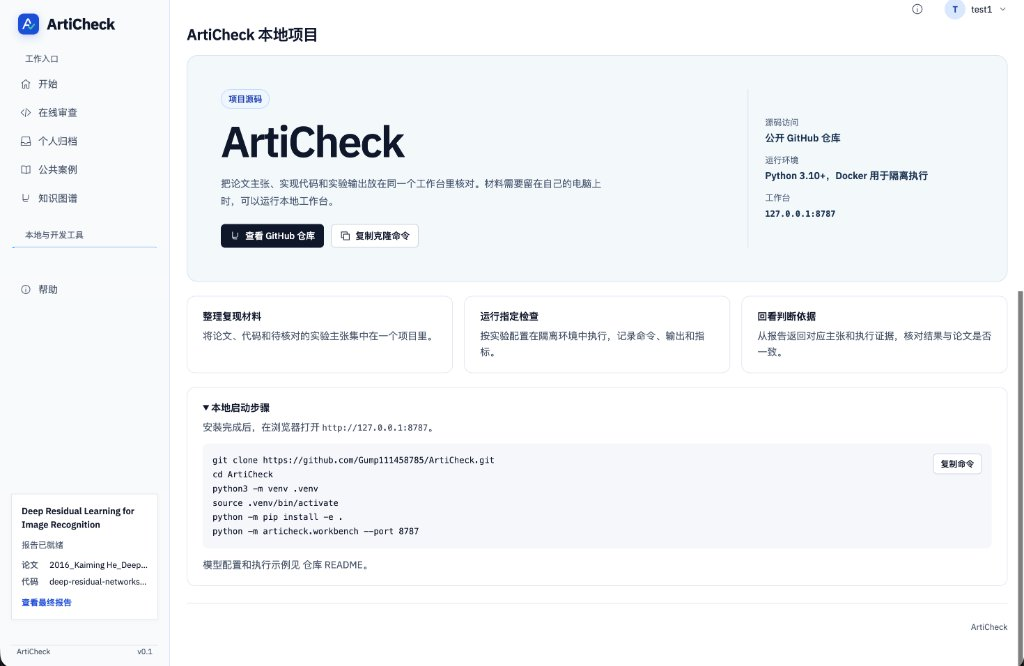 ArtiCheck
工作入口
开始
在线审查
个人归档
公共案例
知识图谱
本地与开发工具
帮助
Deep Residual Learning for
Image Recognition
报告已就绪
论文 2016_Kaiming He_Deep...
代码 deep-residual-networks...
查看最终报告
ArtiCheck v0.1
T test1
ArtiCheck 本地项目
项目源码
ArtiCheck
把论文主张、实现代码和实验输出放在同一个工作台里核对。材料需要留在自己的电脑上
时，可以运行本地工作台。
查看 GitHub 仓库 复制克隆命令
源码访问
公开 GitHub 仓库
运行环境
Python 3.10+，Docker 用于隔离执行
工作台
127.0.0.1:8787
整理复现材料
将论文、代码和待核对的实验主张集中在一个项目里。
运行指定检查
按实验配置在隔离环境中执行，记录命令、输出和指
标。
回看判断依据
从报告返回对应主张和执行证据，核对结果与论文是否
一致。
▼ 本地启动步骤
安装完成后，在浏览器打开 http://127.0.0.1:8787。
git clone https://github.com/Gump111458785/ArtiCheck.git
cd ArtiCheck
python3 -m venv .venv
source .venv/bin/activate
python -m pip install -e .
python -m articheck.workbench --port 8787
复制命令
模型配置和执行示例见 仓库 README。
ArtiCheck